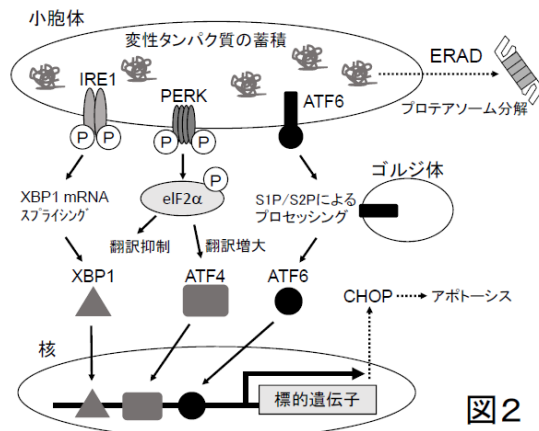 小胞体
変性タンパク質の蓄積
ERAD
IRE1
PERK
ATF6
プロテアソーム分解
P P
P P
P
ゴルジ体
XBP1 mRNA
スプライシング
eIF2α
S1P/S2Pによる
プロセッシング
翻訳抑制
翻訳増大
XBP1
ATF4
ATF6
CHOP
アポトーシス
核
標的遺伝子
図2